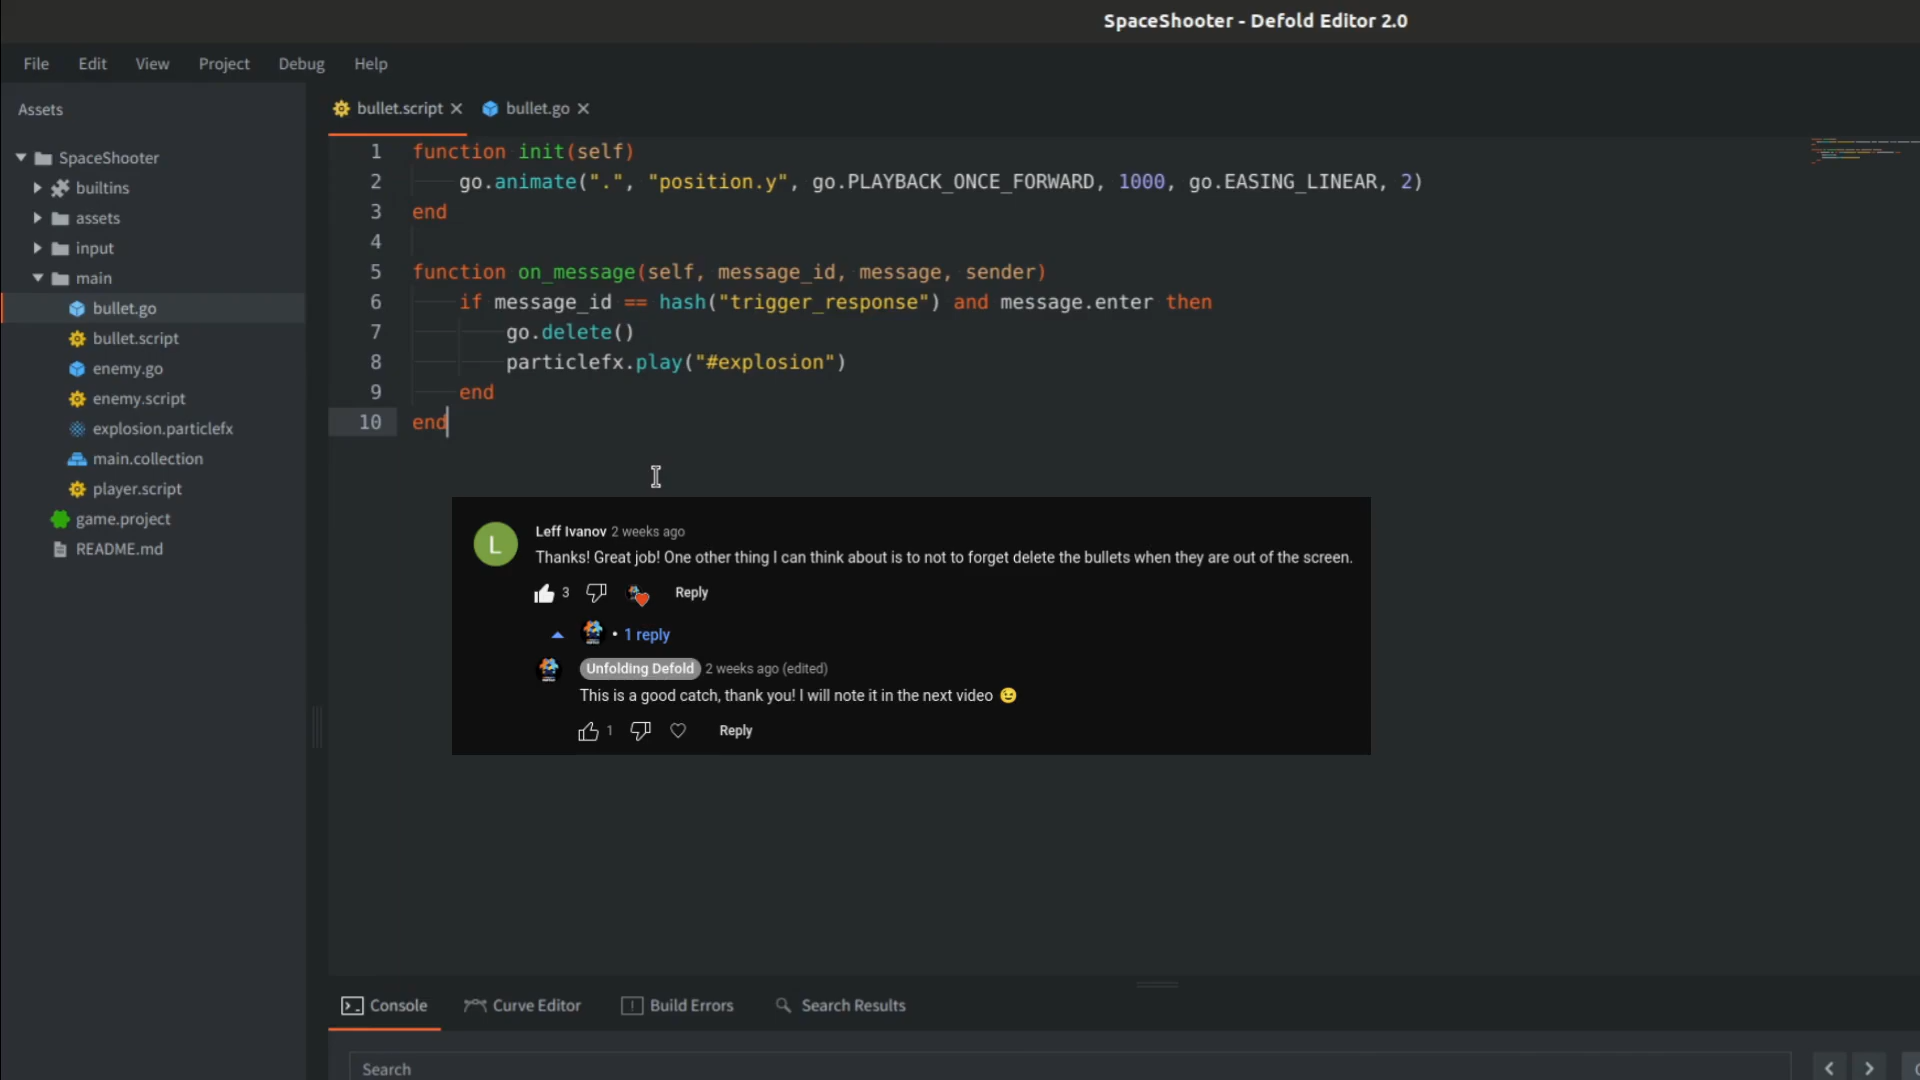 SpaceShooter - Defold Editor 2.0
File Edit View Project Debug Help
Assets
SpaceShooter
builtins
assets
input
main
bullet.go
bullet.script
enemy.go
enemy.script
explosion.particlefx
main.collection
player.script
game.project
README.md
bullet.script bullet.go
1 function init(self)
2 go.animate(".", "position.y", go.PLAYBACK_ONCE_FORWARD, 1000, go.EASING_LINEAR, 2)
3 end
4
5 function on_message(self, message_id, message, sender)
6 if message_id == hash("trigger_response") and message.enter then
7 go.delete()
8 particlefx.play("#explosion")
9 end
10 end
L
Leff Ivanov 2 weeks ago
Thanks! Great job! One other thing I can think about is to not to forget delete the bullets when they are out of the screen.
3 Reply
• 1 reply
Unfolding Defold 2 weeks ago (edited)
This is a good catch, thank you! I will note it in the next video 😉
1 Reply
Console Curve Editor Build Errors Search Results
Search